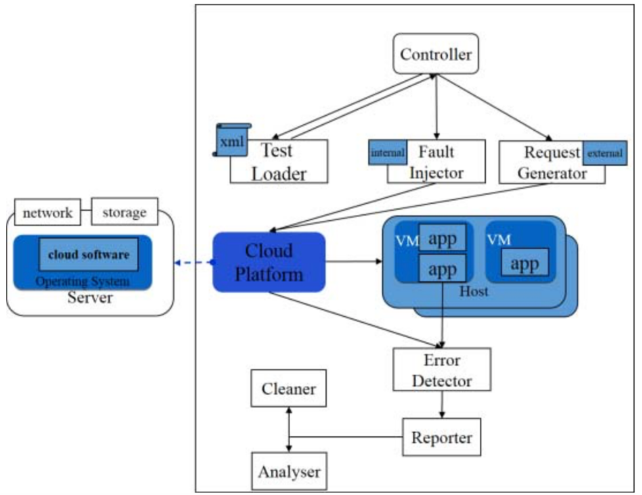 Controller
xml
Test
Loader
internal
Fault
Injector
Request
Generator
external
network
storage
cloud software
Operating System
Server
Cloud
Platform
VM
app
app
VM
app
Host
Error
Detector
Cleaner
Reporter
Analyser